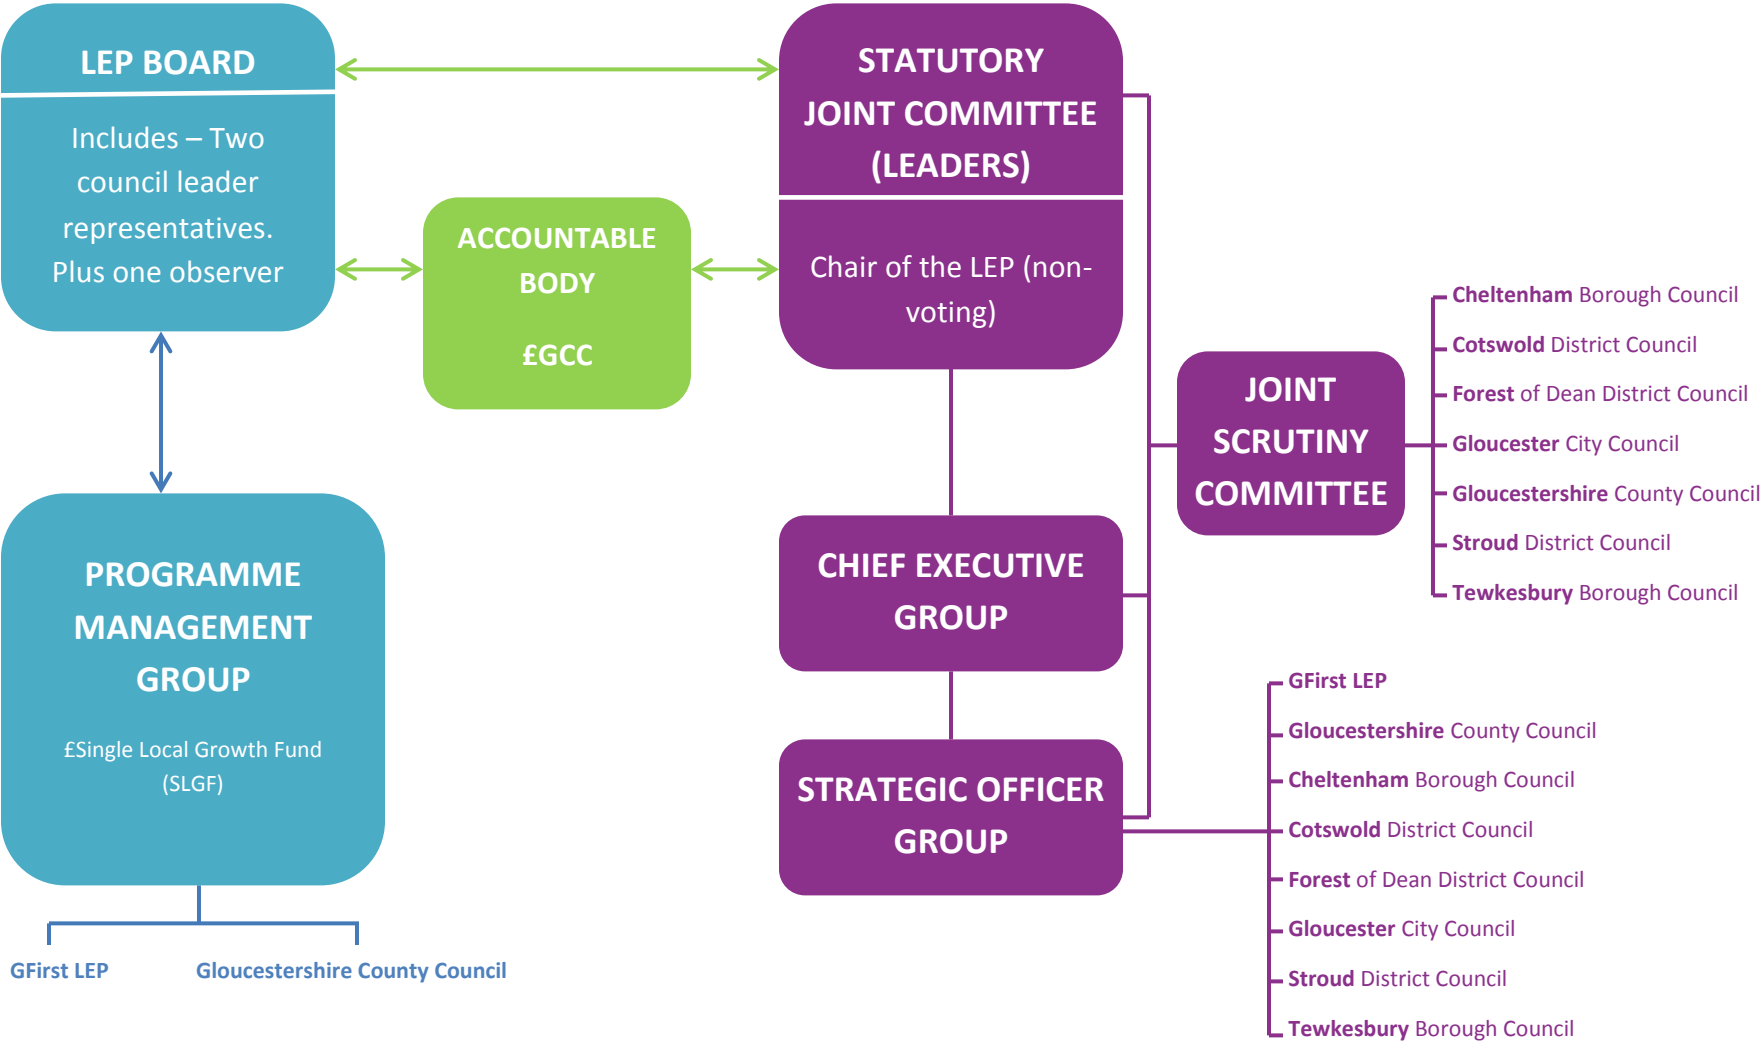 LEP BOARD
Includes – Two
council leader
representatives.
Plus one observer
STATUTORY
JOINT COMMITTEE
(LEADERS)
Chair of the LEP (non-
voting)
ACCOUNTABLE
BODY
£GCC
JOINT
SCRUTINY
COMMITTEE
Cheltenham Borough Council
Cotswold District Council
Forest of Dean District Council
Gloucester City Council
Gloucestershire County Council
Stroud District Council
Tewkesbury Borough Council
PROGRAMME
MANAGEMENT
GROUP
£Single Local Growth Fund
(SLGF)
GFirst LEP
Gloucestershire County Council
CHIEF EXECUTIVE
GROUP
STRATEGIC OFFICER
GROUP
GFirst LEP
Gloucestershire County Council
Cheltenham Borough Council
Cotswold District Council
Forest of Dean District Council
Gloucester City Council
Stroud District Council
Tewkesbury Borough Council